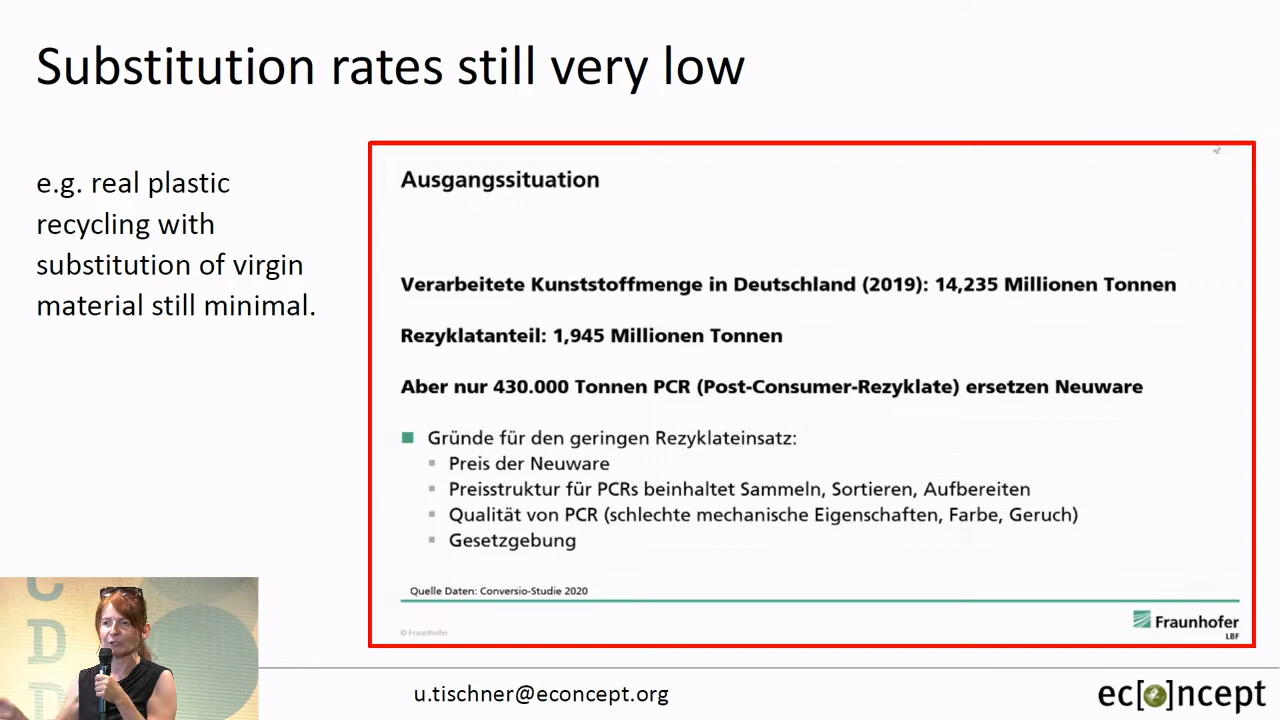 Substitution rates still very low
e.g. real plastic
recycling with
substitution of virgin
material still minimal.
Ausgangssituation
Verarbeitete Kunststoffmenge in Deutschland (2019): 14,235 Millionen Tonnen
Rezyklatanteil: 1,945 Millionen Tonnen
Aber nur 430.000 Tonnen PCR (Post-Consumer-Rezyklate) ersetzen Neuware
Gründe für den geringen Rezyklateinsatz:
Preis der Neuware
Preisstruktur für PCRs beinhaltet Sammeln, Sortieren, Aufbereiten
Qualität von PCR (schlechte mechanische Eigenschaften, Farbe, Geruch)
Gesetzgebung
Quelle Daten: Conversio-Studie 2020
© Fraunhofer
Fraunhofer
LBF
C
D
D
u.tischner@econcept.org
ec[o]ncept